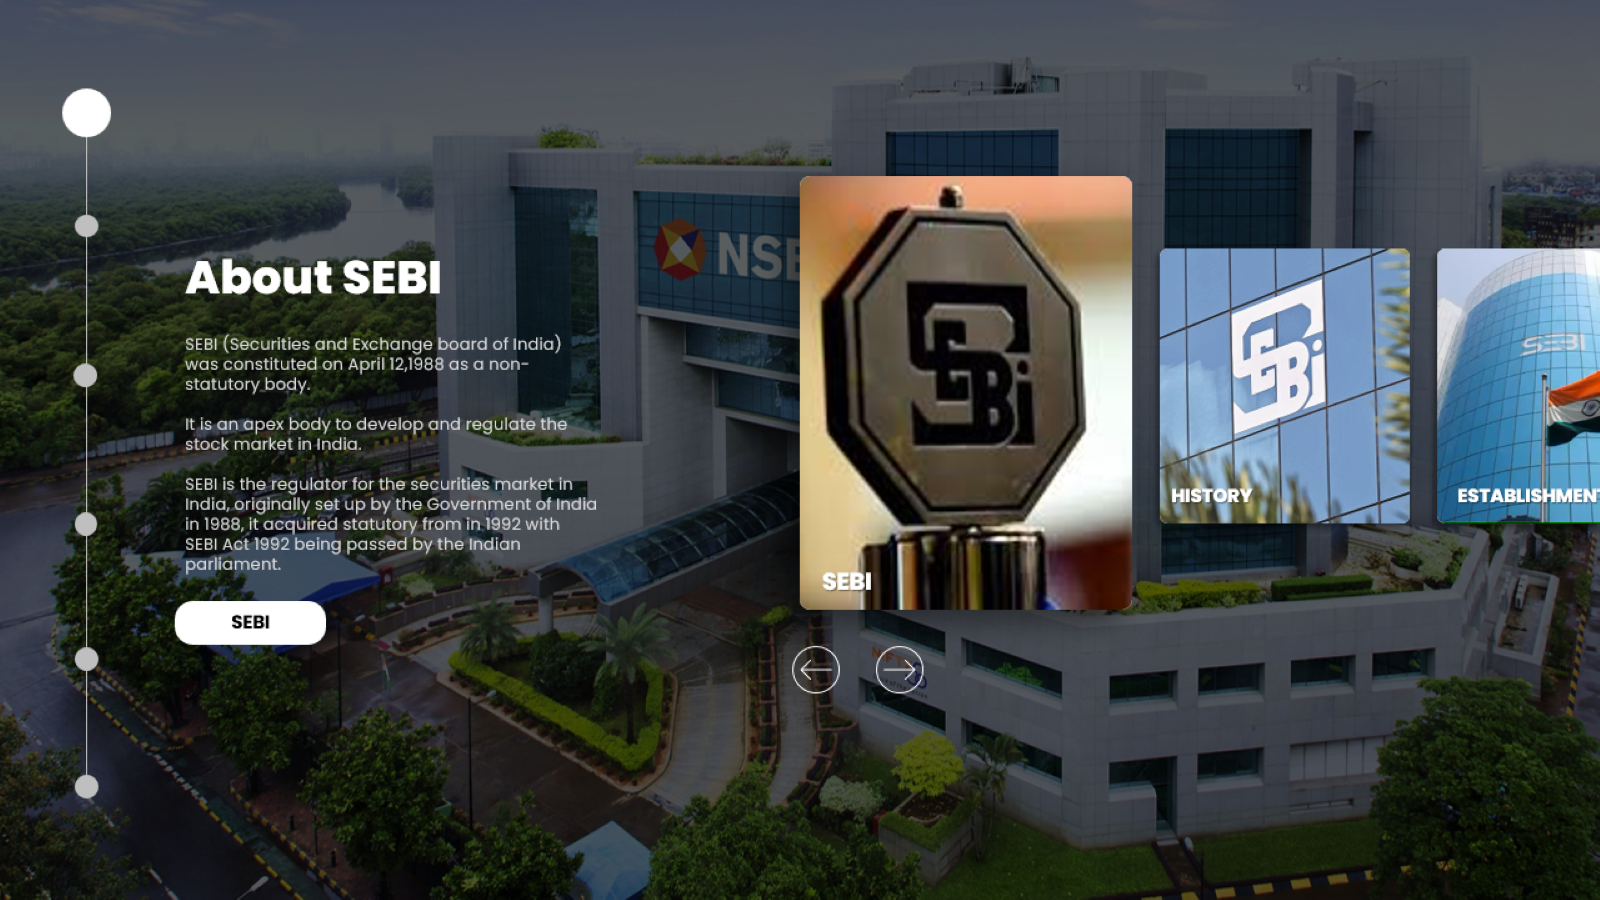 About SEBI
SEBI (Securities and Exchange board of India)
was constituted on April 12,1988 as a non-
statutory body.
It is an apex body to develop and regulate the
stock market in India.
SEBI is the regulator for the securities market in
India, originally set up by the Government of India
in 1988, it acquired statutory from in 1992 with
SEBI Act 1992 being passed by the Indian
parliament.
SEBI
NSE
SEBi
SEBI
SEBi
HISTORY
SEBI
ESTABLISHMENT